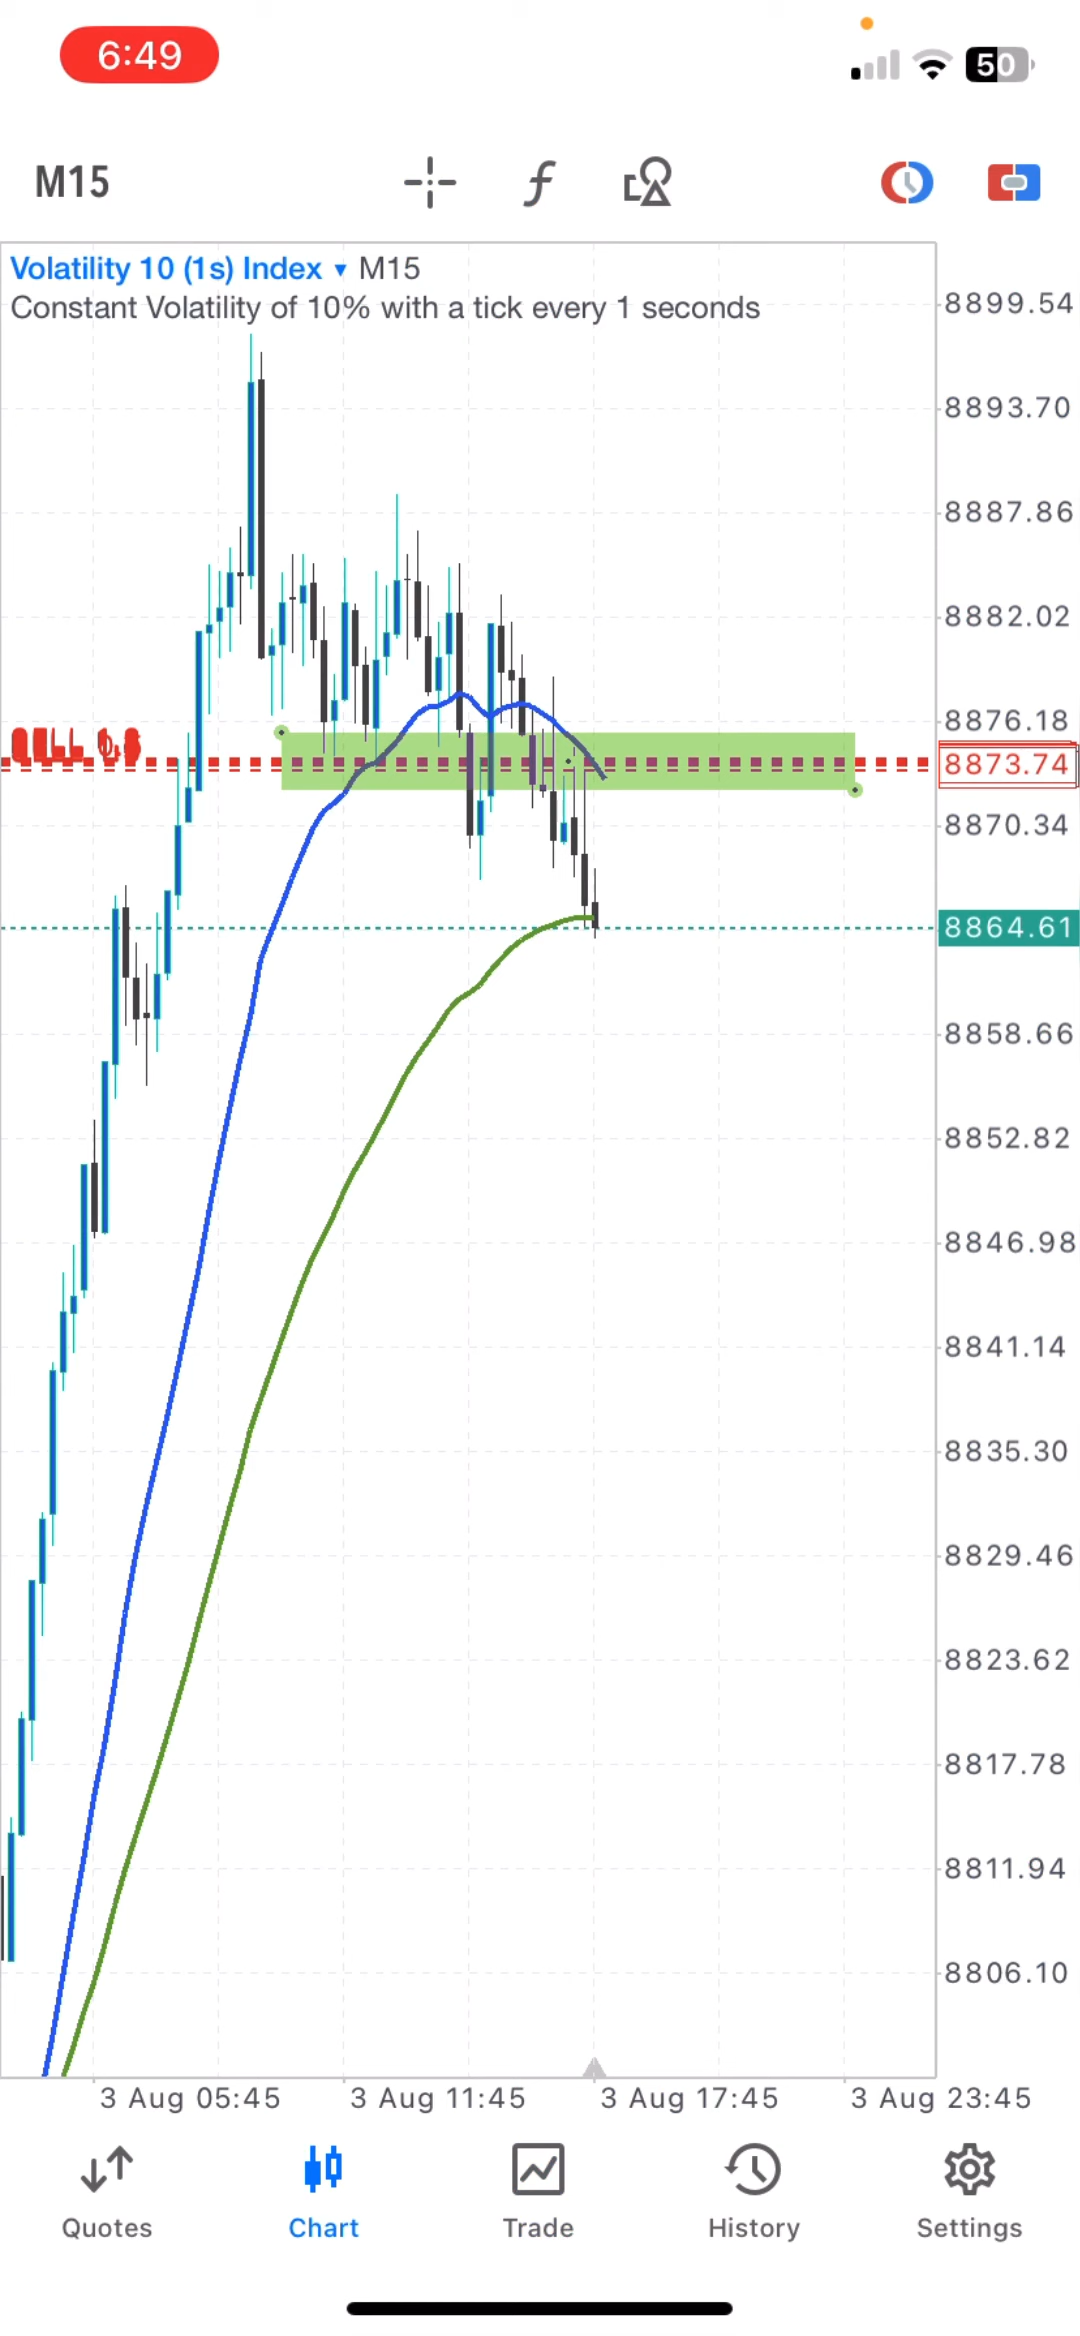 6:49
50
M15
Volatility 10 (1s) Index ▾ M15
Constant Volatility of 10% with a tick every 1 seconds
8899.54
8893.70
8887.86
8882.02
8876.18
8873.74
8870.34
8864.61
8858.66
8852.82
8846.98
8841.14
8835.30
8829.46
8823.62
8817.78
8811.94
8806.10
3 Aug 05:45
3 Aug 11:45
3 Aug 17:45
3 Aug 23:45
Quotes
Chart
Trade
History
Settings